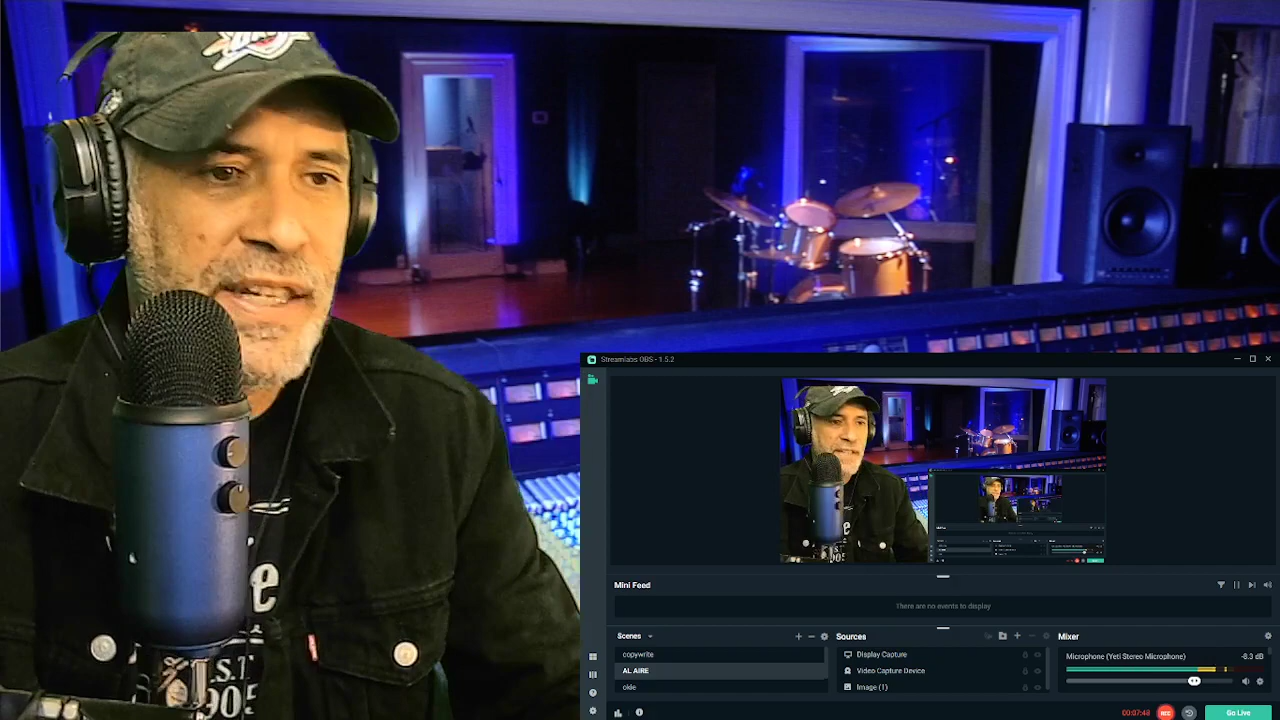 Streamlabs OBS - 1.5.2
Mini Feed
There are no events to display
Scenes
copywrite
AL AIRE
okie
Sources
Display Capture
Video Capture Device
Image (1)
Mixer
Microphone (Yeti Stereo Microphone)
-8.3 dB
00:07:48
REC
Go Live